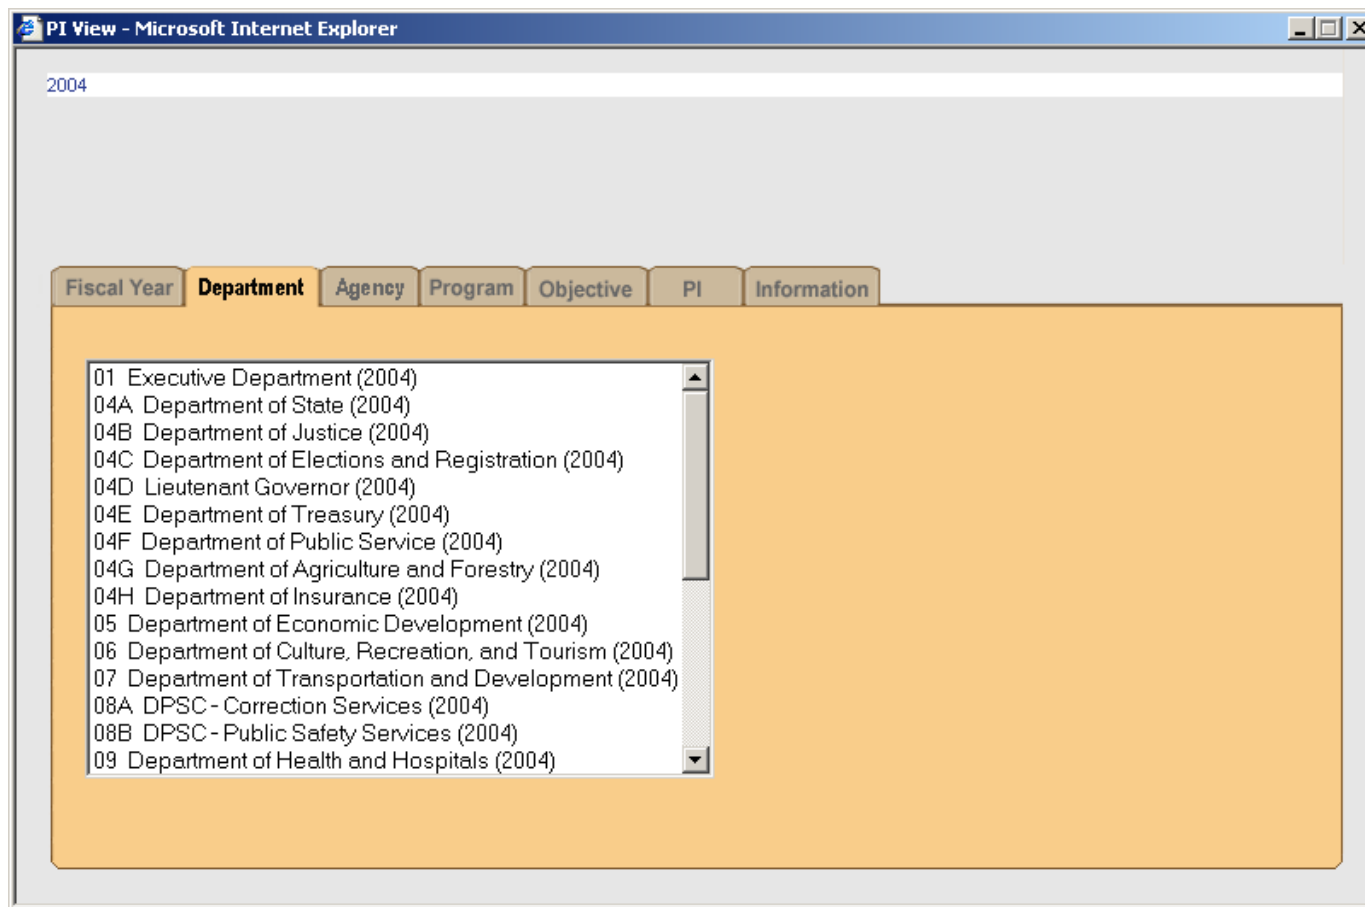 PI View - Microsoft Internet Explorer
2004
Fiscal Year Department Agency Program Objective PI Information
01 Executive Department (2004)
04A Department of State (2004)
04B Department of Justice (2004)
04C Department of Elections and Registration (2004)
04D Lieutenant Governor (2004)
04E Department of Treasury (2004)
04F Department of Public Service (2004)
04G Department of Agriculture and Forestry (2004)
04H Department of Insurance (2004)
05 Department of Economic Development (2004)
06 Department of Culture, Recreation, and Tourism (2004)
07 Department of Transportation and Development (2004)
08A DPSC - Correction Services (2004)
08B DPSC - Public Safety Services (2004)
09 Department of Health and Hospitals (2004)